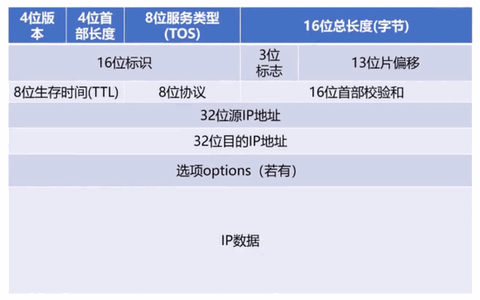 4位版
本
4位首
部长度
8位服务类型
(TOS)
16位总长度(字节)
16位标识
3位
标志
13位片偏移
8位生存时间(TTL)
8位协议
16位首部校验和
32位源IP地址
32位目的IP地址
选项options（若有）
IP数据